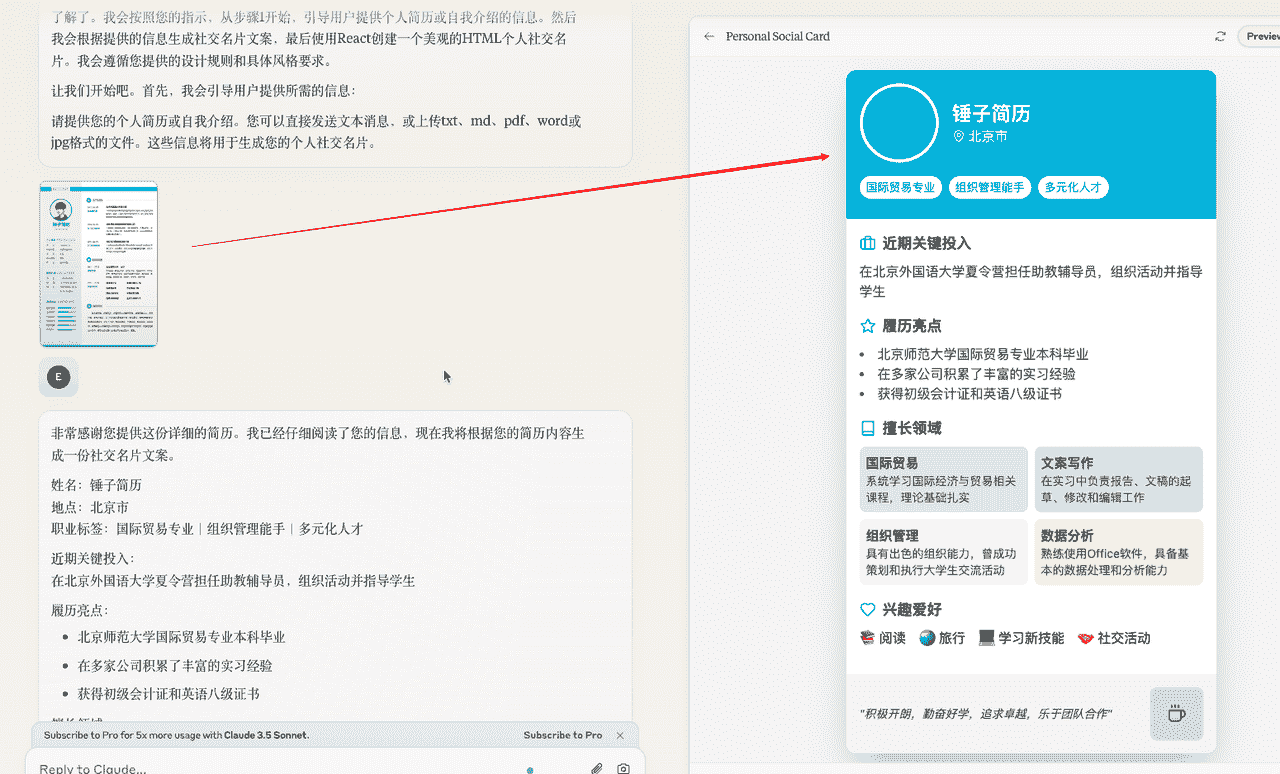 了解了。我会按照您的指示，从步骤1开始，引导用户提供个人简历或自我介绍的信息。然后
我会根据提供的信息生成社交名片文案，最后使用React创建一个美观的HTML个人社交名
片。我会遵循您提供的设计规则和具体风格要求。
让我们开始吧。首先，我会引导用户提供所需的信息：
请提供您的个人简历或自我介绍。您可以直接发送文本消息，或上传txt、md、pdf、word或
jpg格式的文件。这些信息将用于生成您的个人社交名片。
E
非常感谢您提供这份详细的简历。我已经仔细阅读了您的信息，现在我将根据您的简历内容生
成一份社交名片文案。
姓名：锤子简历
地点：北京市
职业标签：国际贸易专业 | 组织管理能手 | 多元化人才
近期关键投入：
在北京外国语大学夏令营担任助教辅导员，组织活动并指导学生
履历亮点：
• 北京师范大学国际贸易专业本科毕业
• 在多家公司积累了丰富的实习经验
• 获得初级会计证和英语八级证书
Subscribe to Pro for 5x more usage with Claude 3.5 Sonnet.
Subscribe to Pro
Reply to Claude...
Personal Social Card
Preview
锤子简历
北京市
国际贸易专业 组织管理能手 多元化人才
近期关键投入
在北京外国语大学夏令营担任助教辅导员，组织活动并指导
学生
履历亮点
• 北京师范大学国际贸易专业本科毕业
• 在多家公司积累了丰富的实习经验
• 获得初级会计证和英语八级证书
擅长领域
国际贸易
系统学习国际经济与贸易相关
课程，理论基础扎实
文案写作
在实习中负责报告、文稿的起
草、修改和编辑工作
组织管理
具有出色的组织能力，曾成功
策划和执行大学生交流活动
数据分析
熟练使用Office软件，具备基
本的数据处理和分析能力
兴趣爱好
阅读 旅行 学习新技能 社交活动
"积极开朗，勤奋好学，追求卓越，乐于团队合作"